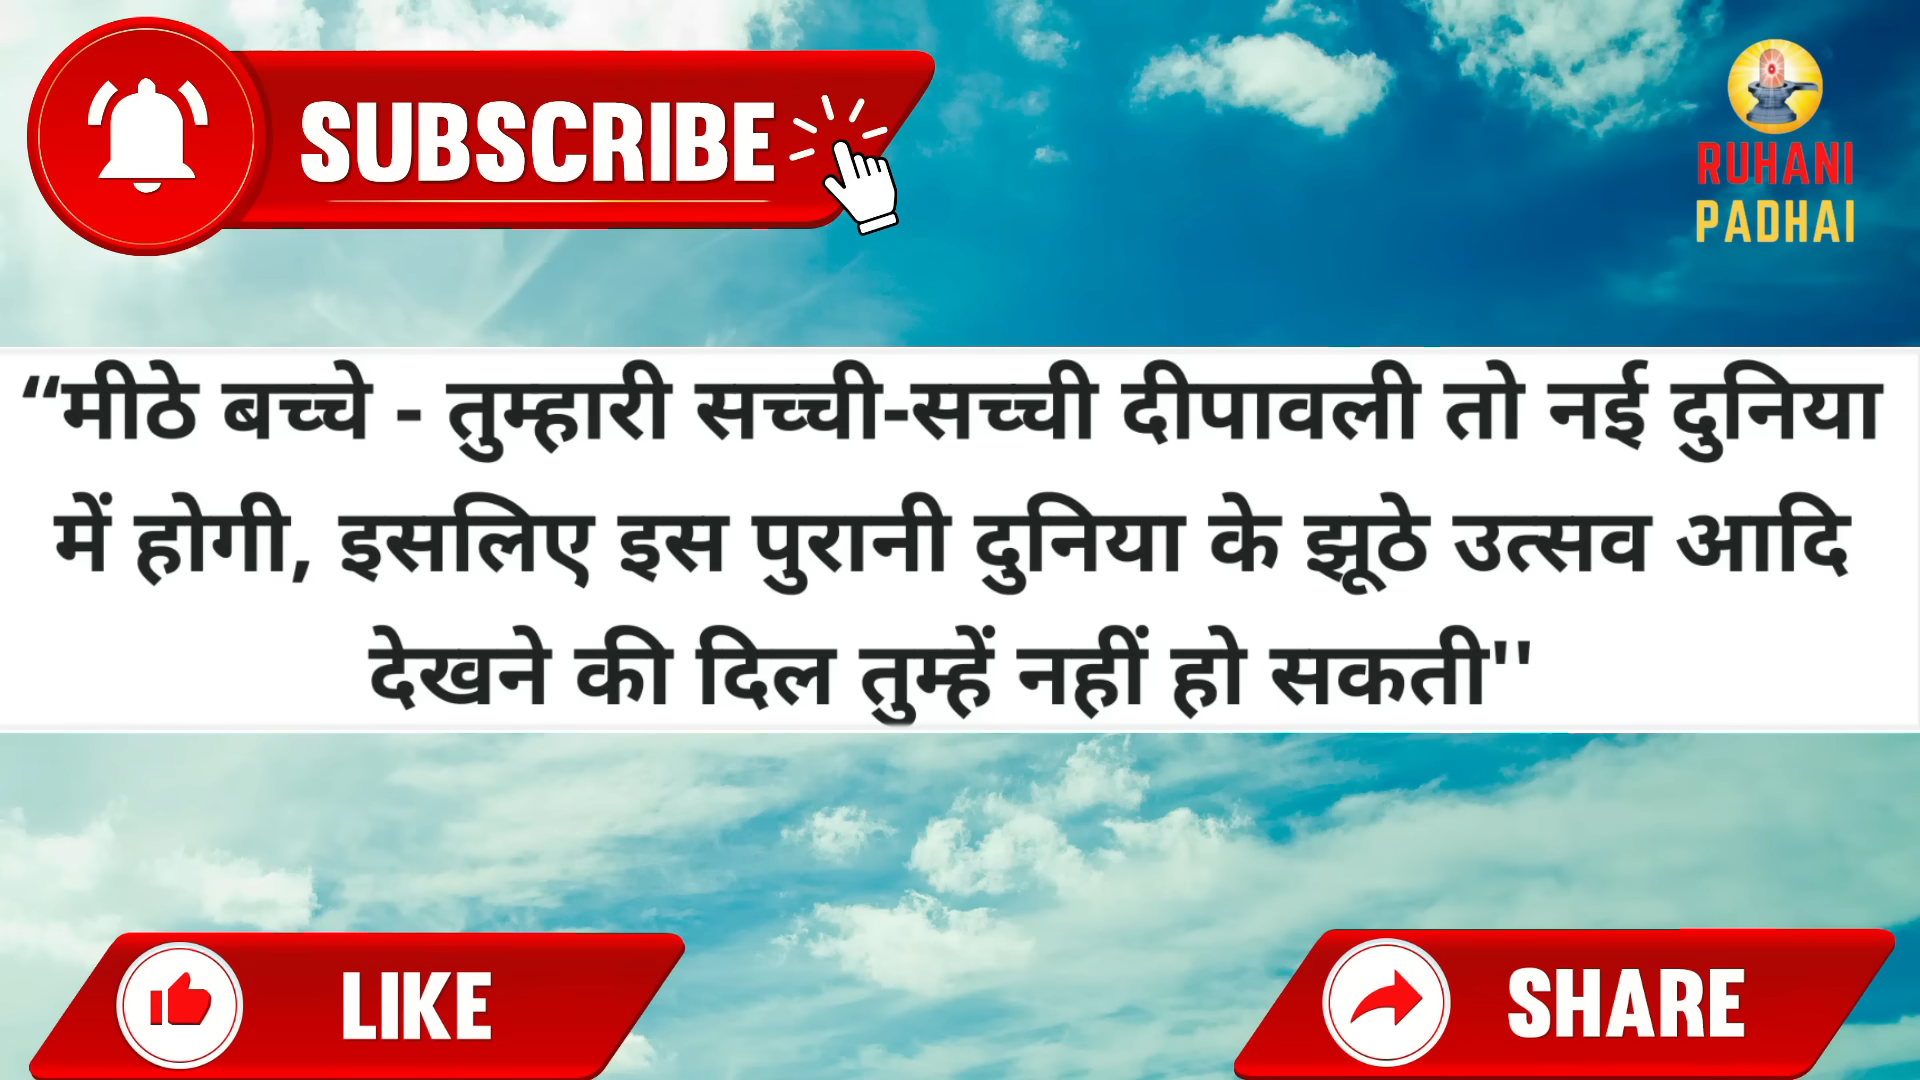 SUBSCRIBE
RUHANI
PADHAI
“मीठे बच्चे - तुम्हारी सच्ची-सच्ची दीपावली तो नई दुनिया
में होगी, इसलिए इस पुरानी दुनिया के झूठे उत्सव आदि
देखने की दिल तुम्हें नहीं हो सकती''
LIKE
SHARE